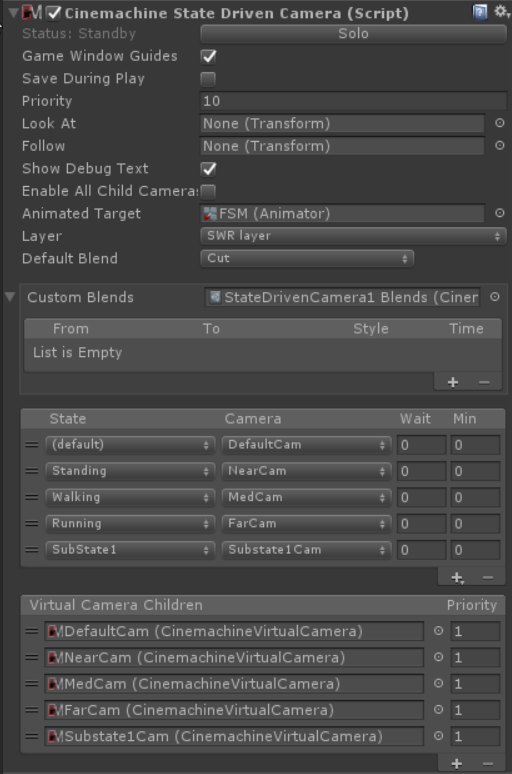 Cinemachine State Driven Camera (Script)
Status: Standby Solo
Game Window Guides
Save During Play
Priority 10
Look At None (Transform)
Follow None (Transform)
Show Debug Text
Enable All Child Camera:
Animated Target FSM (Animator)
Layer SWR layer
Default Blend Cut
Custom Blends StateDrivenCamera1 Blends (Ciner
From To Style Time
List is Empty
State Camera Wait Min
(default) DefaultCam 0 0
Standing NearCam 0 0
Walking MedCam 0 0
Running FarCam 0 0
SubState1 Substate1Cam 0 0
Virtual Camera Children Priority
DefaultCam (CinemachineVirtualCamera) 1
NearCam (CinemachineVirtualCamera) 1
MedCam (CinemachineVirtualCamera) 1
FarCam (CinemachineVirtualCamera) 1
Substate1Cam (CinemachineVirtualCamera) 1